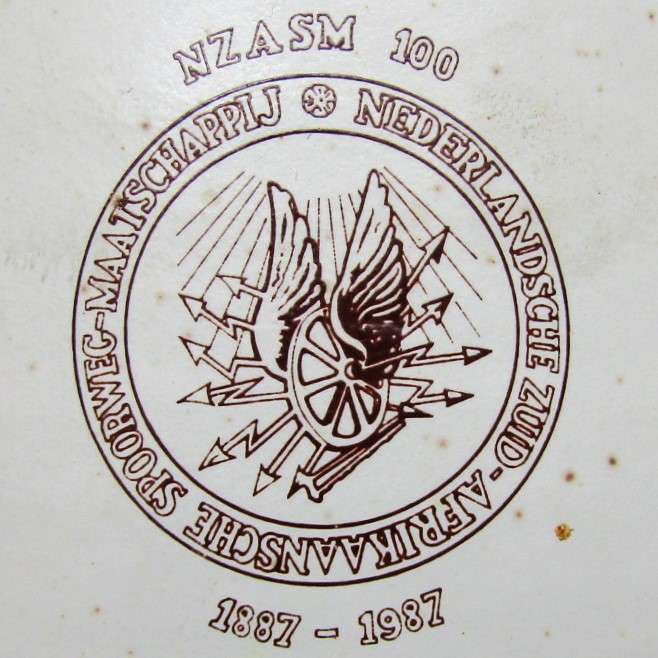 NZASM 100
NEDERLANDSCHE ZUID-AFRIKAANSCHE SPOORWEG-MAATSCHAPPIJ
1887 - 1987